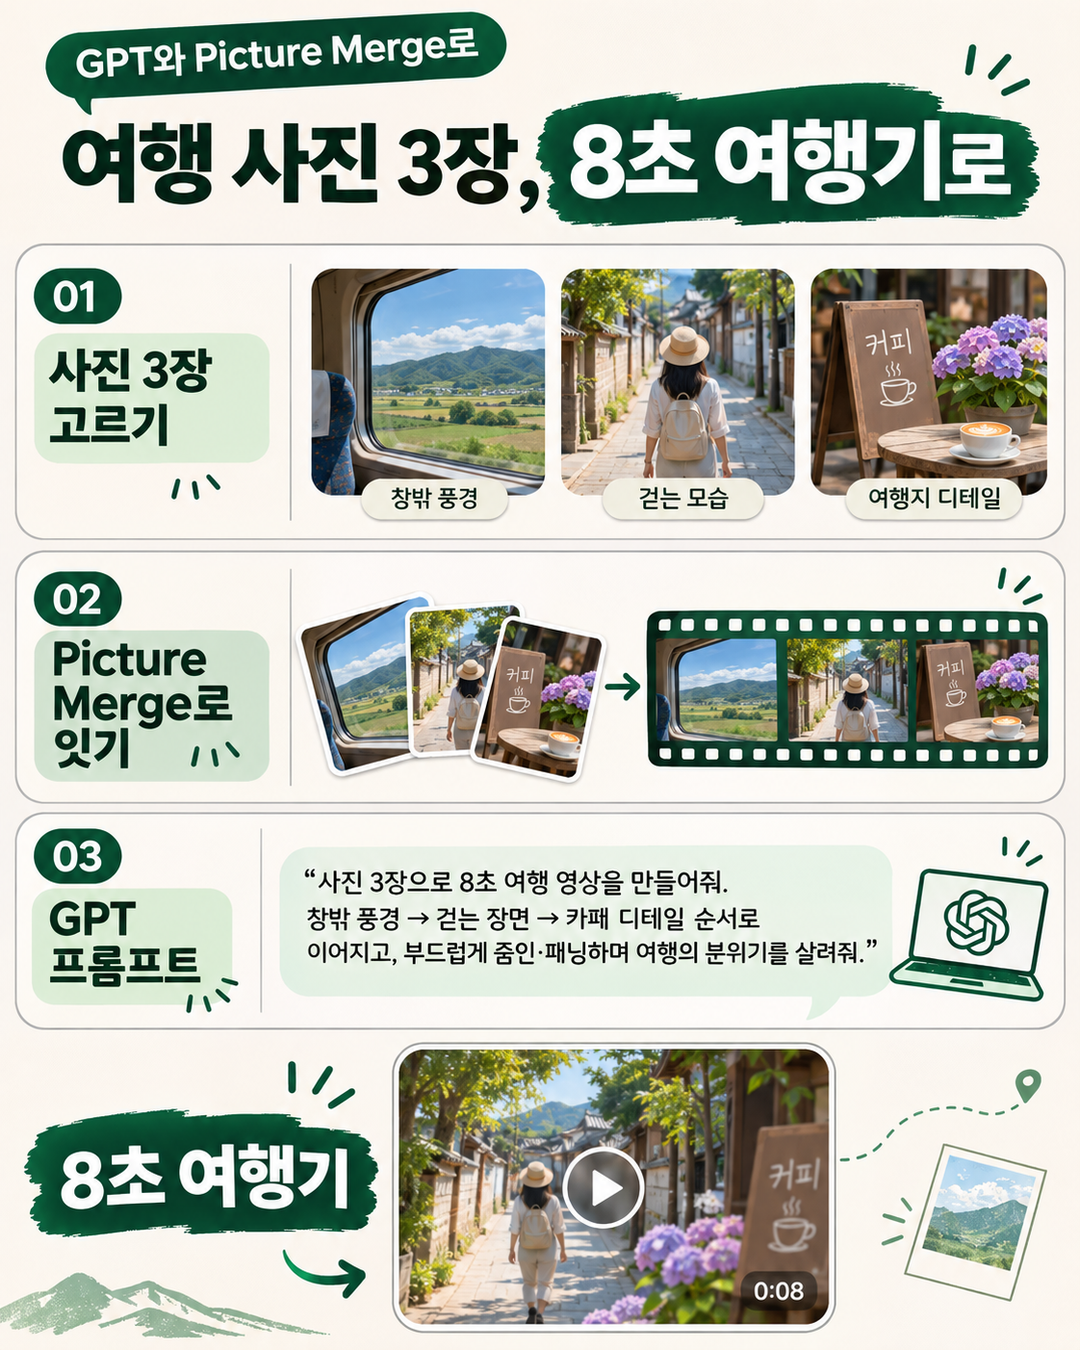 GPT와 Picture Merge로
여행 사진 3장, 8초 여행기로
01
사진 3장
고르기
커피
창밖 풍경
걷는 모습
여행지 디테일
02
Picture
Merge로
잇기
커피
커피
03
GPT
프롬프트
“사진 3장으로 8초 여행 영상을 만들어줘.
창밖 풍경 → 걷는 장면 → 카페 디테일 순서로
이어지고, 부드럽게 줌인·패닝하며 여행의 분위기를 살려줘.”
8초 여행기
커피
0:08